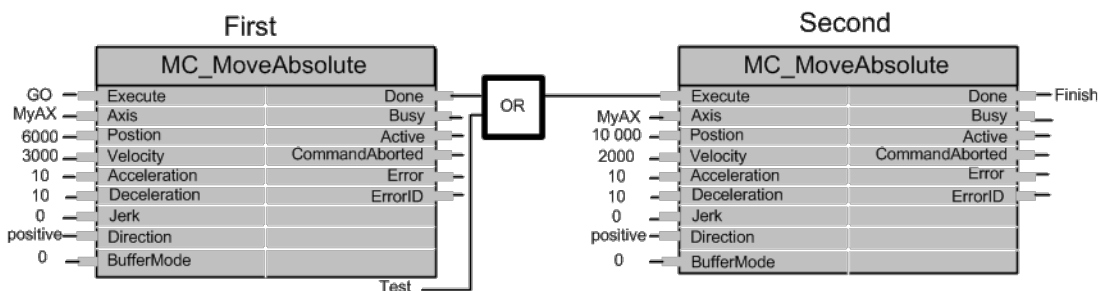 First
Second
MC_MoveAbsolute
MC_MoveAbsolute
GO Execute Done
OR
Execute Done Finish
MyAX Axis Busy
MyAX Axis Busy
6000 Postion Active
10 000 Postion Active
3000 Velocity CommandAborted
2000 Velocity CommandAborted
10 Acceleration Error
10 Acceleration Error
10 Deceleration ErrorID
10 Deceleration ErrorID
0 Jerk
0 Jerk
positive Direction
positive Direction
0 BufferMode
0 BufferMode
Test